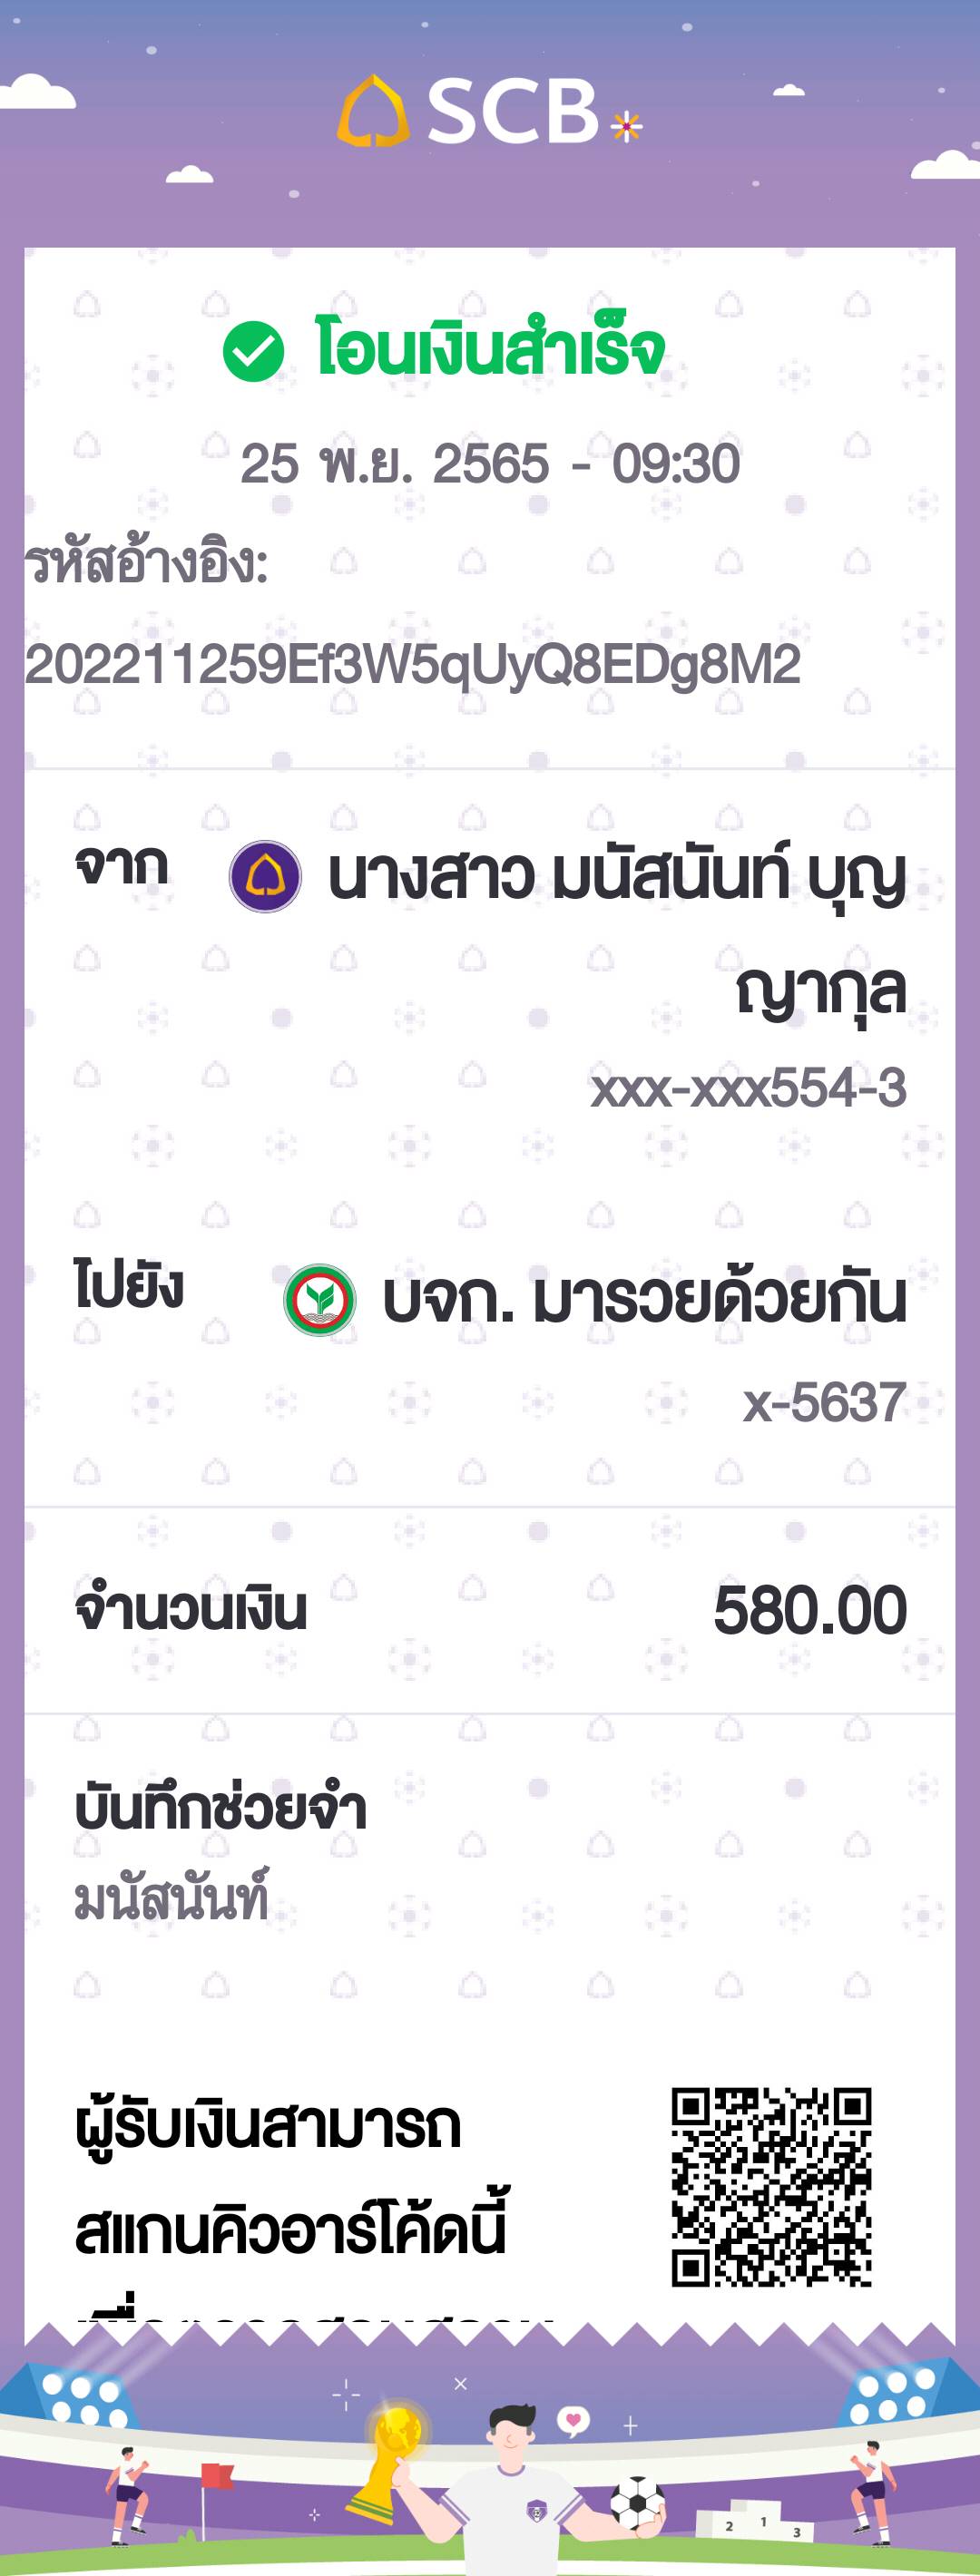 SCB
โอนเงินสำเร็จ
25 พ.ย. 2565 - 09:30
รหัสอ้างอิง:
202211259Ef3W5qUyQ8EDg8M2
จาก
นางสาว มนัสนันท์ บุญ
ญากุล
xxx-xxx554-3
ไปยัง
บจก. มารวยด้วยกัน
x-5637
จำนวนเงิน 580.00
บันทึกช่วยจำ
มนัสนันท์
ผู้รับเงินสามารถ
สแกนคิวอาร์โค้ดนี้
2 1 3